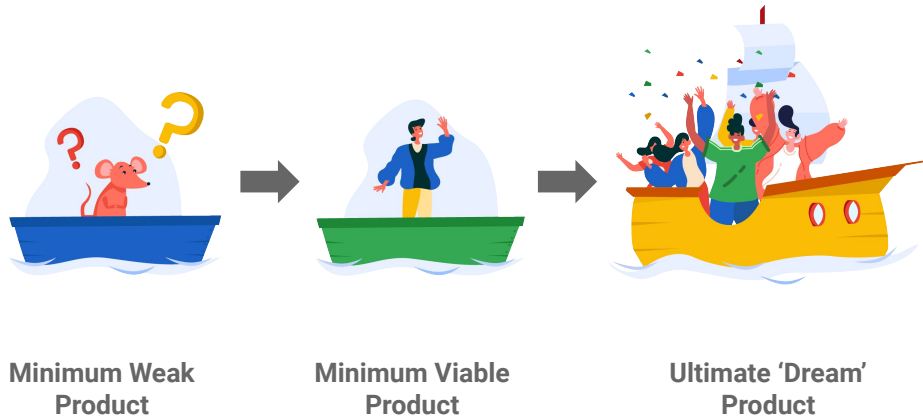 ? ?
Minimum Weak
Product
Minimum Viable
Product
Ultimate ‘Dream’
Product